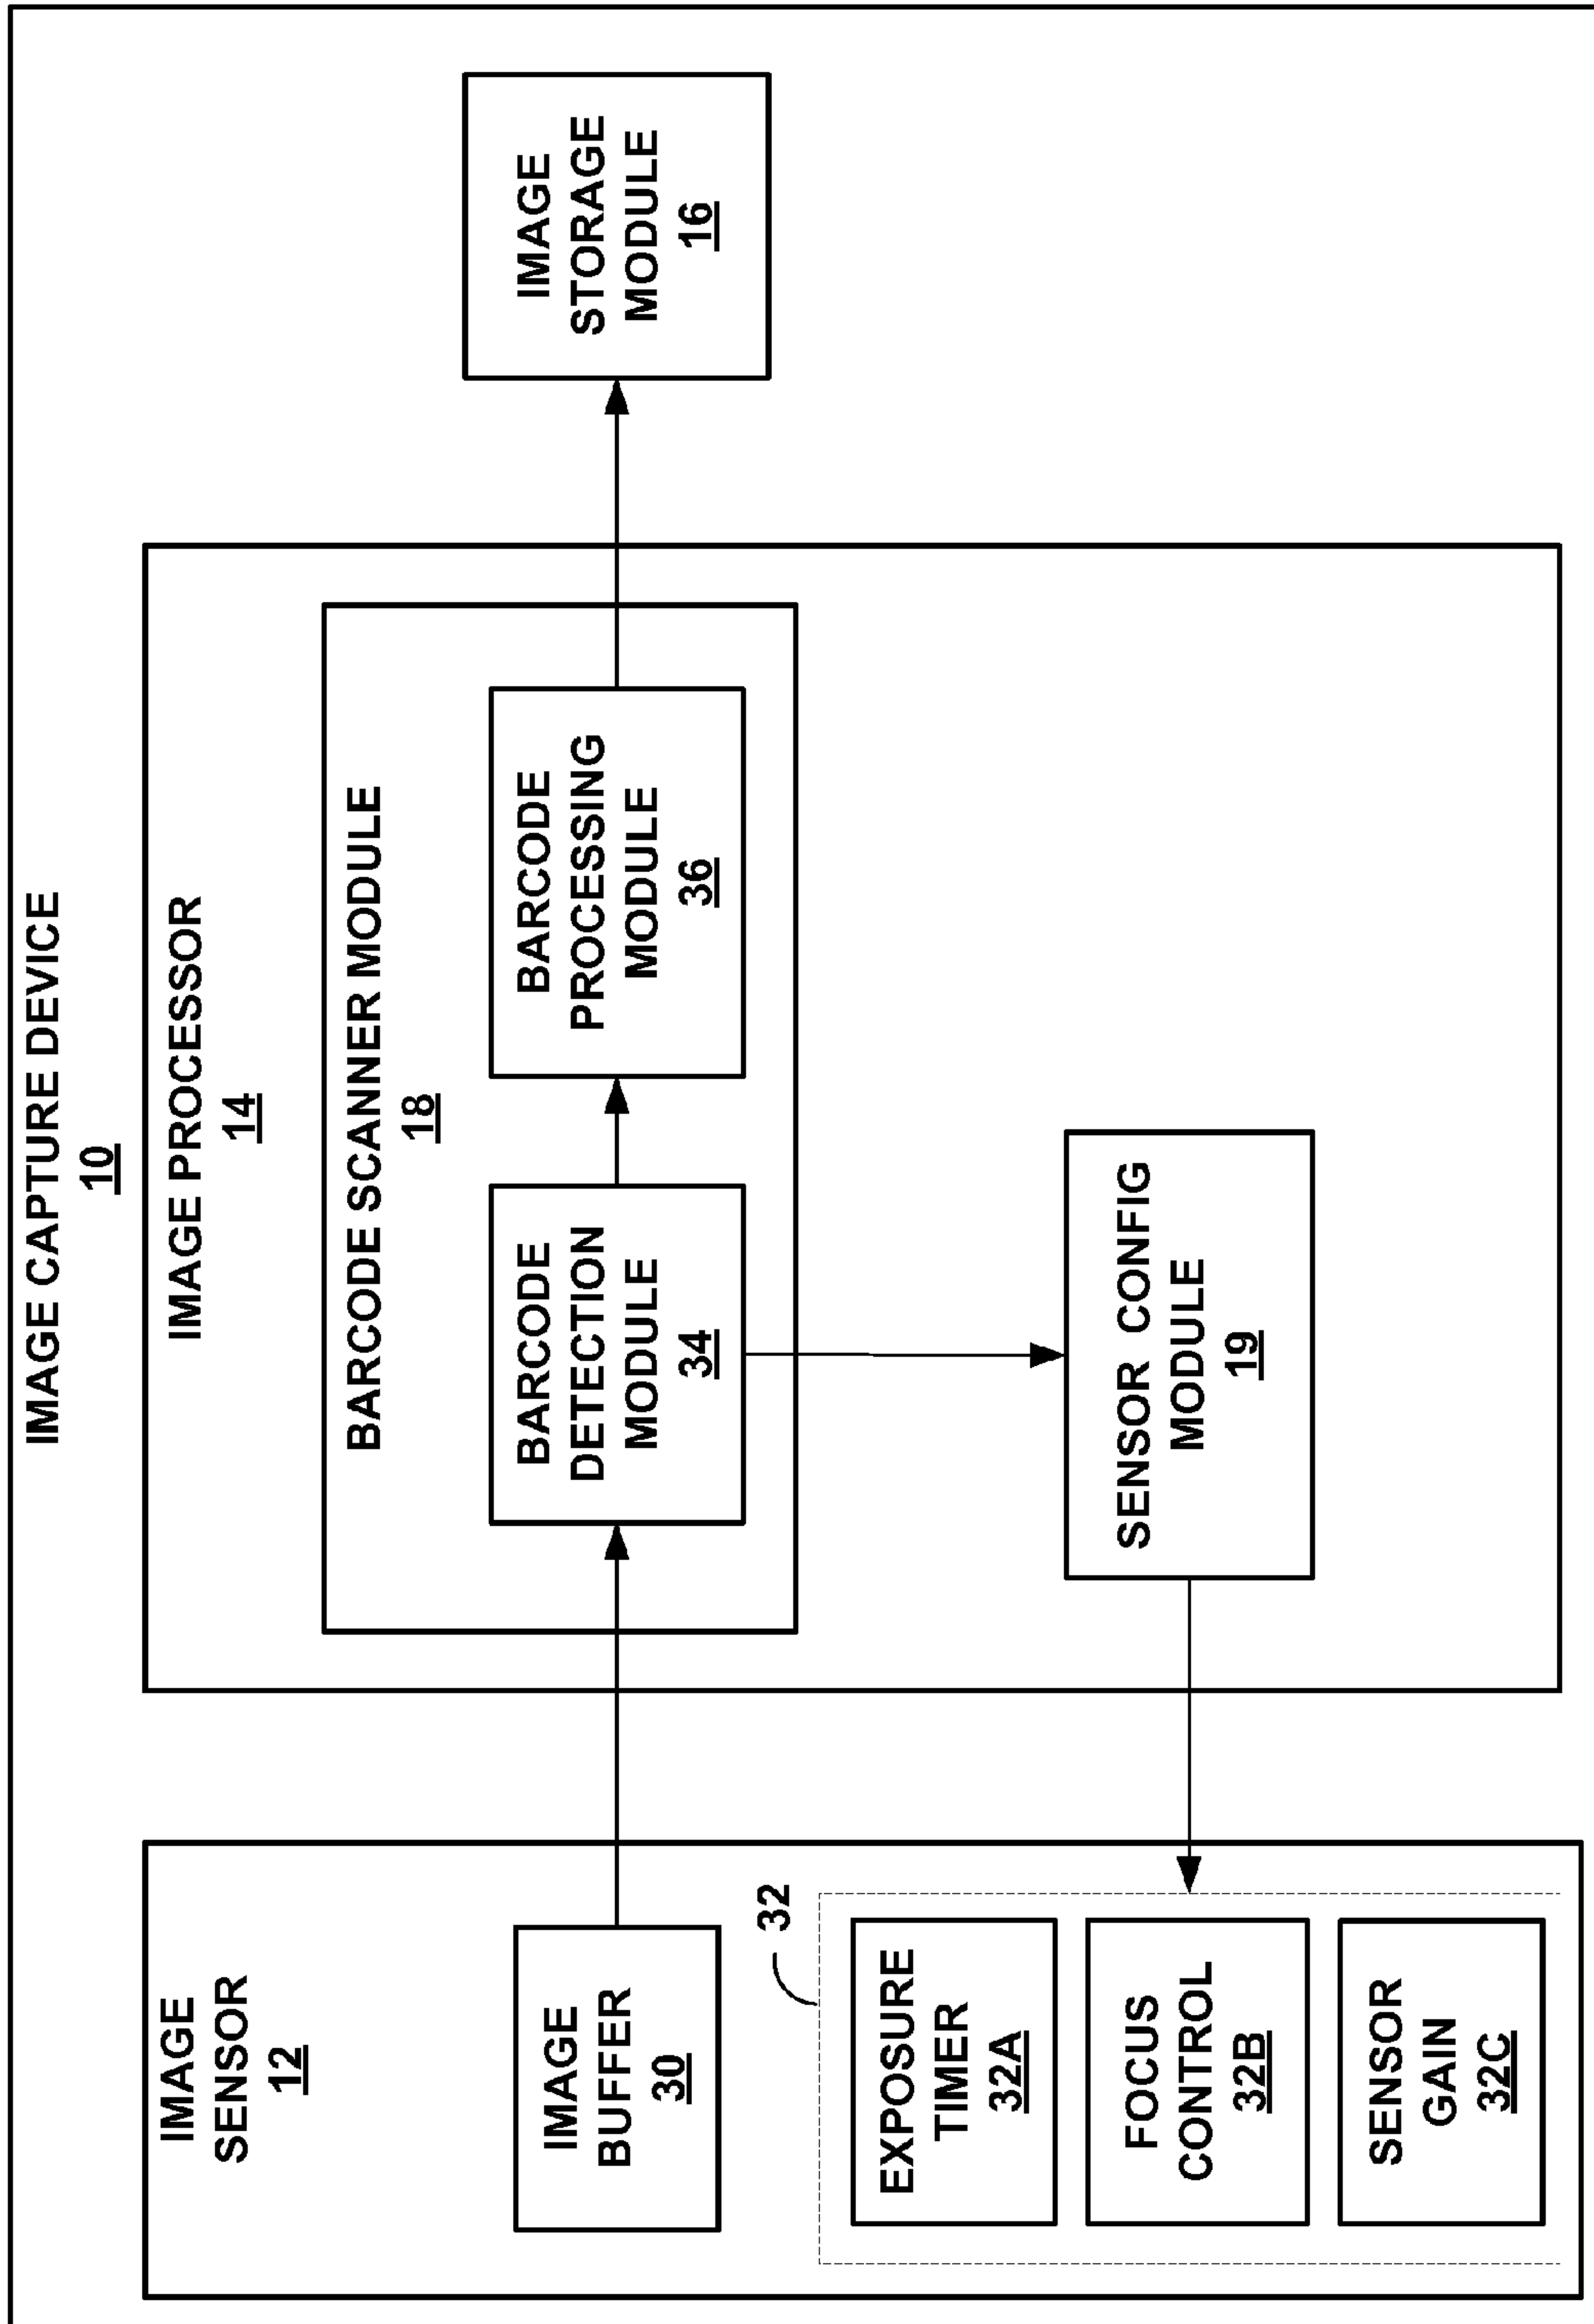 IMAGE CAPTURE DEVICE
10
IMAGE
SENSOR
12
IMAGE
BUFFER
30
32
EXPOSURE
TIMER
32A
FOCUS
CONTROL
32B
SENSOR
GAIN
32C
IMAGE PROCESSOR
14
BARCODE SCANNER MODULE
18
BARCODE
DETECTION
MODULE
34
BARCODE
PROCESSING
MODULE
36
SENSOR CONFIG
MODULE
19
IMAGE
STORAGE
MODULE
16